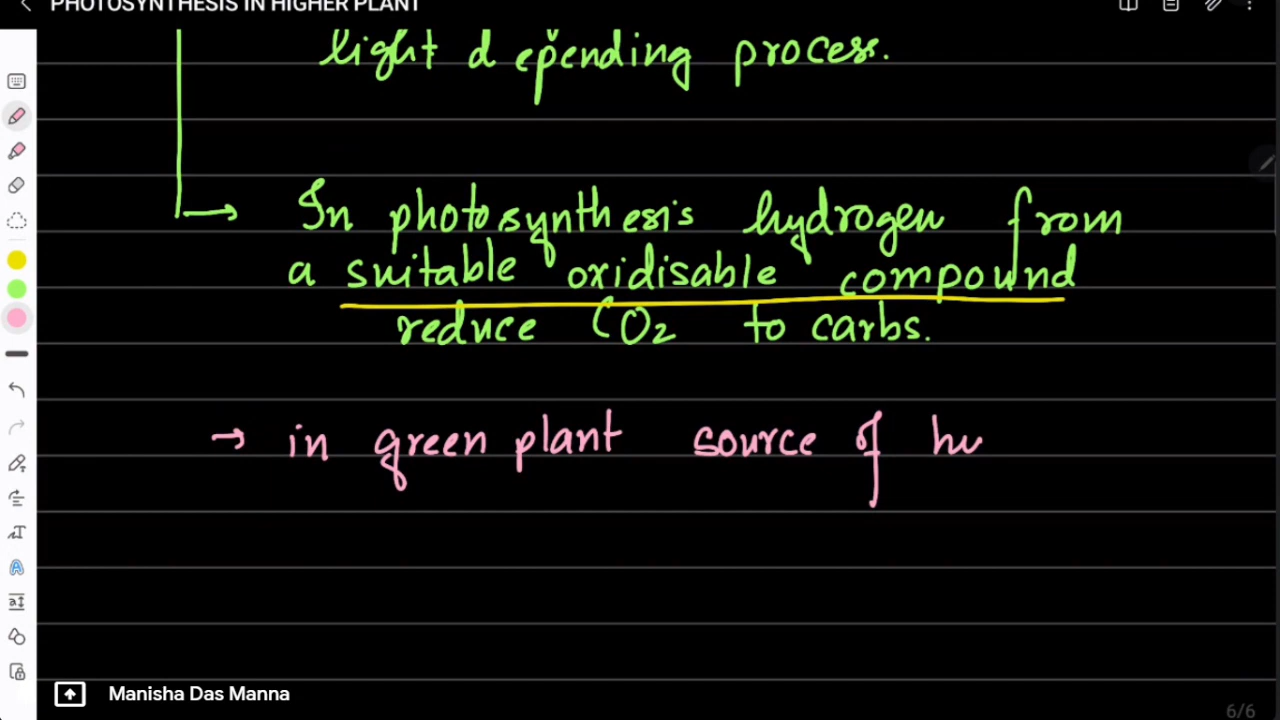 PHOTOSYNTHESIS IN HIGHER PLANT
light depending process.
→ In photosynthesis hydrogen from
a suitable oxidisable compound
reduce CO2 to carbs.
→ in green plant source of hy
Manisha Das Manna
6/6